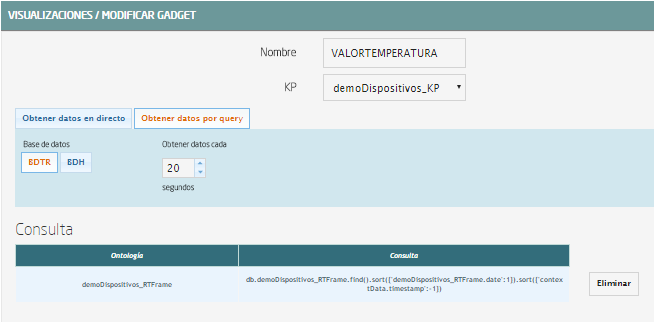 VISUALIZACIONES / MODIFICAR GADGET
Nombre VALORTEMPERATURA
KP demoDispositivos_KP
Obtener datos en directo Obtener datos por query
Base de datos Obtener datos cada
BDTR BDH 20
segundos
Consulta
Ontología Consulta
demoDispositivos_RTFrame db.demoDispositivos_RTFrame.find().sort({'demoDispositivos_RTFrame.date':1}).sort({'contex
tData.timestamp':-1}) Eliminar